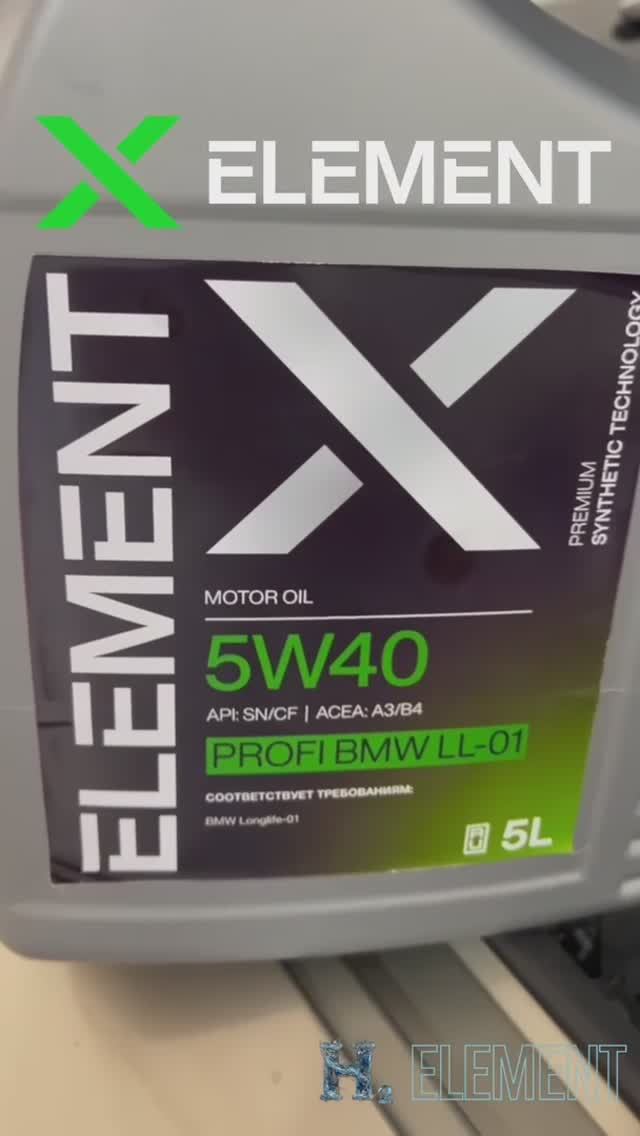 X ELEMENT
ELEMENT
X
PREMIUM
SYNTHETIC TECHNOLOGY
MOTOR OIL
5W40
API: SN/CF | ACEA: A3/B4
PROFI BMW LL-01
СООТВЕТСТВУЕТ ТРЕБОВАНИЯМ:
BMW Longlife-01
5L
H2 ELEMENT